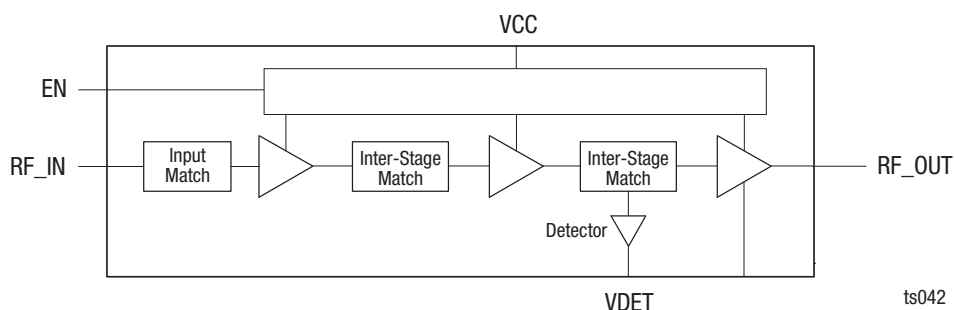 VCC
EN
RF_IN
Input
Match
Inter-Stage
Match
Inter-Stage
Match
RF_OUT
Detector
VDET
ts042